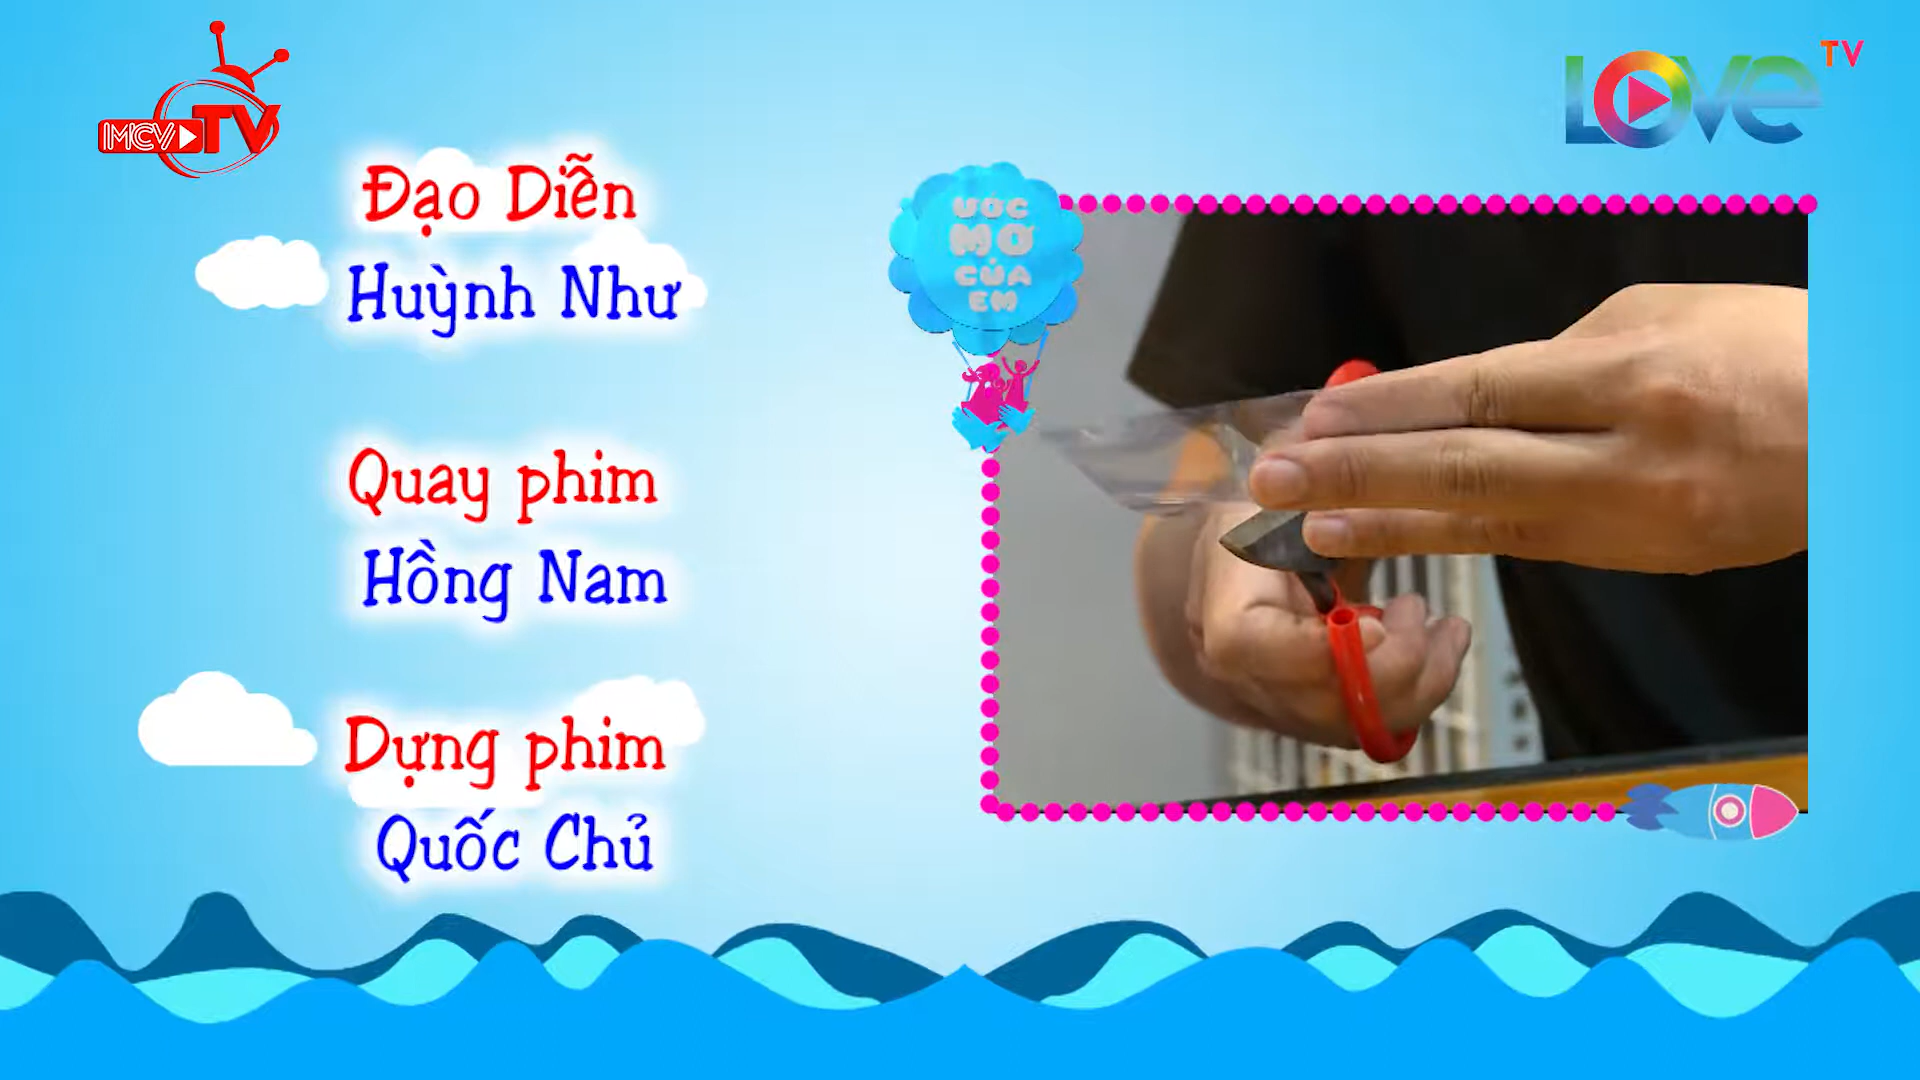 MCV TV
LOVE TV
Đạo Diễn
Huỳnh Như
Quay phim
Hồng Nam
Dựng phim
Quốc Chủ
ƯỚC
MƠ
CỦA
EM